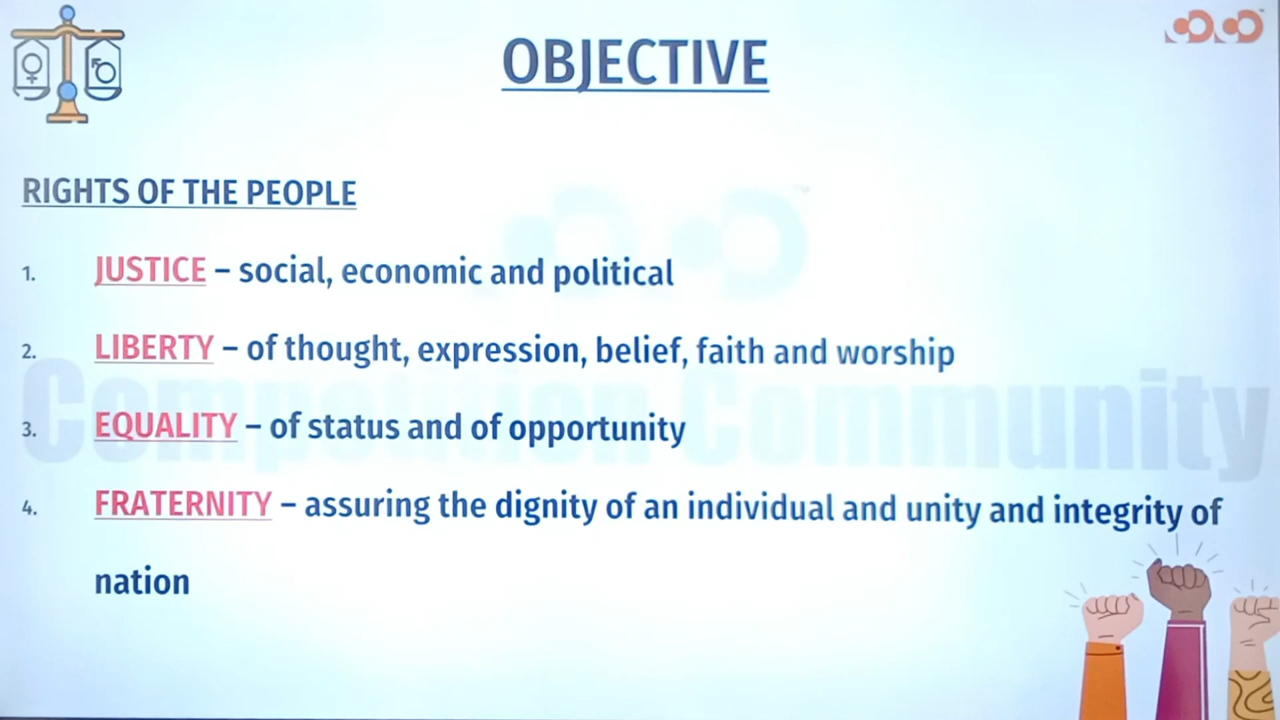 OBJECTIVE
RIGHTS OF THE PEOPLE
1. JUSTICE – social, economic and political
2. LIBERTY – of thought, expression, belief, faith and worship
3. EQUALITY – of status and of opportunity
4. FRATERNITY – assuring the dignity of an individual and unity and integrity of
nation
Competition Community